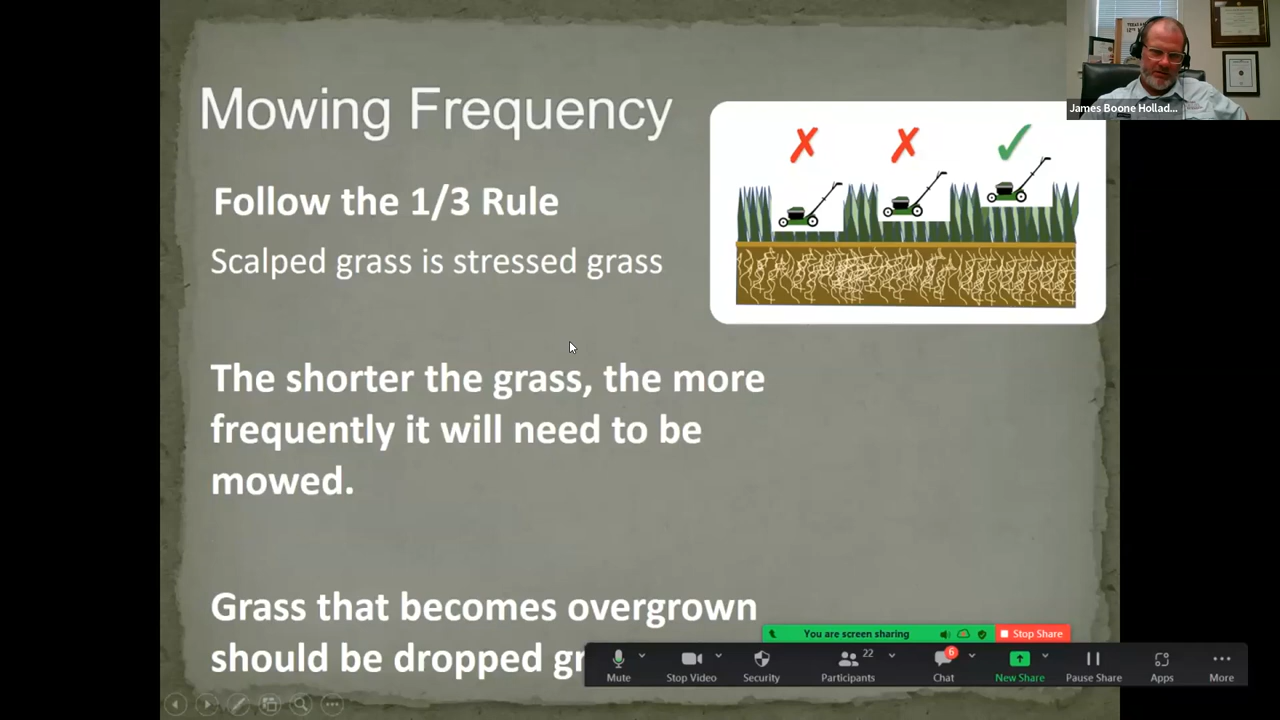 James Boone Hollad...
Mowing Frequency
Follow the 1/3 Rule
Scalped grass is stressed grass
The shorter the grass, the more
frequently it will need to be
mowed.
Grass that becomes overgrown
should be dropped gr
You are screen sharing
Stop Share
Mute
Stop Video
Security
Participants
22
Chat
6
New Share
Pause Share
Apps
More